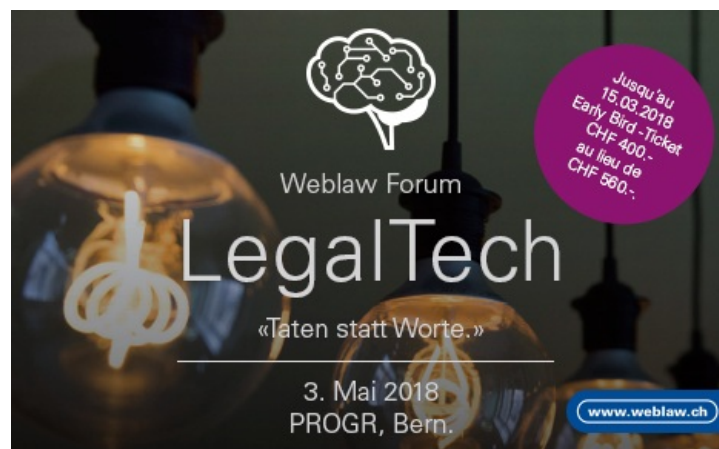 Weblaw Forum
LegalTech
«Taten statt Worte.»
3. Mai 2018
PROGR, Bern.
Jusqu'au
15.03.2018
Early Bird -Ticket
CHF 400.-
au lieu de
CHF 560.-.
www.weblaw.ch